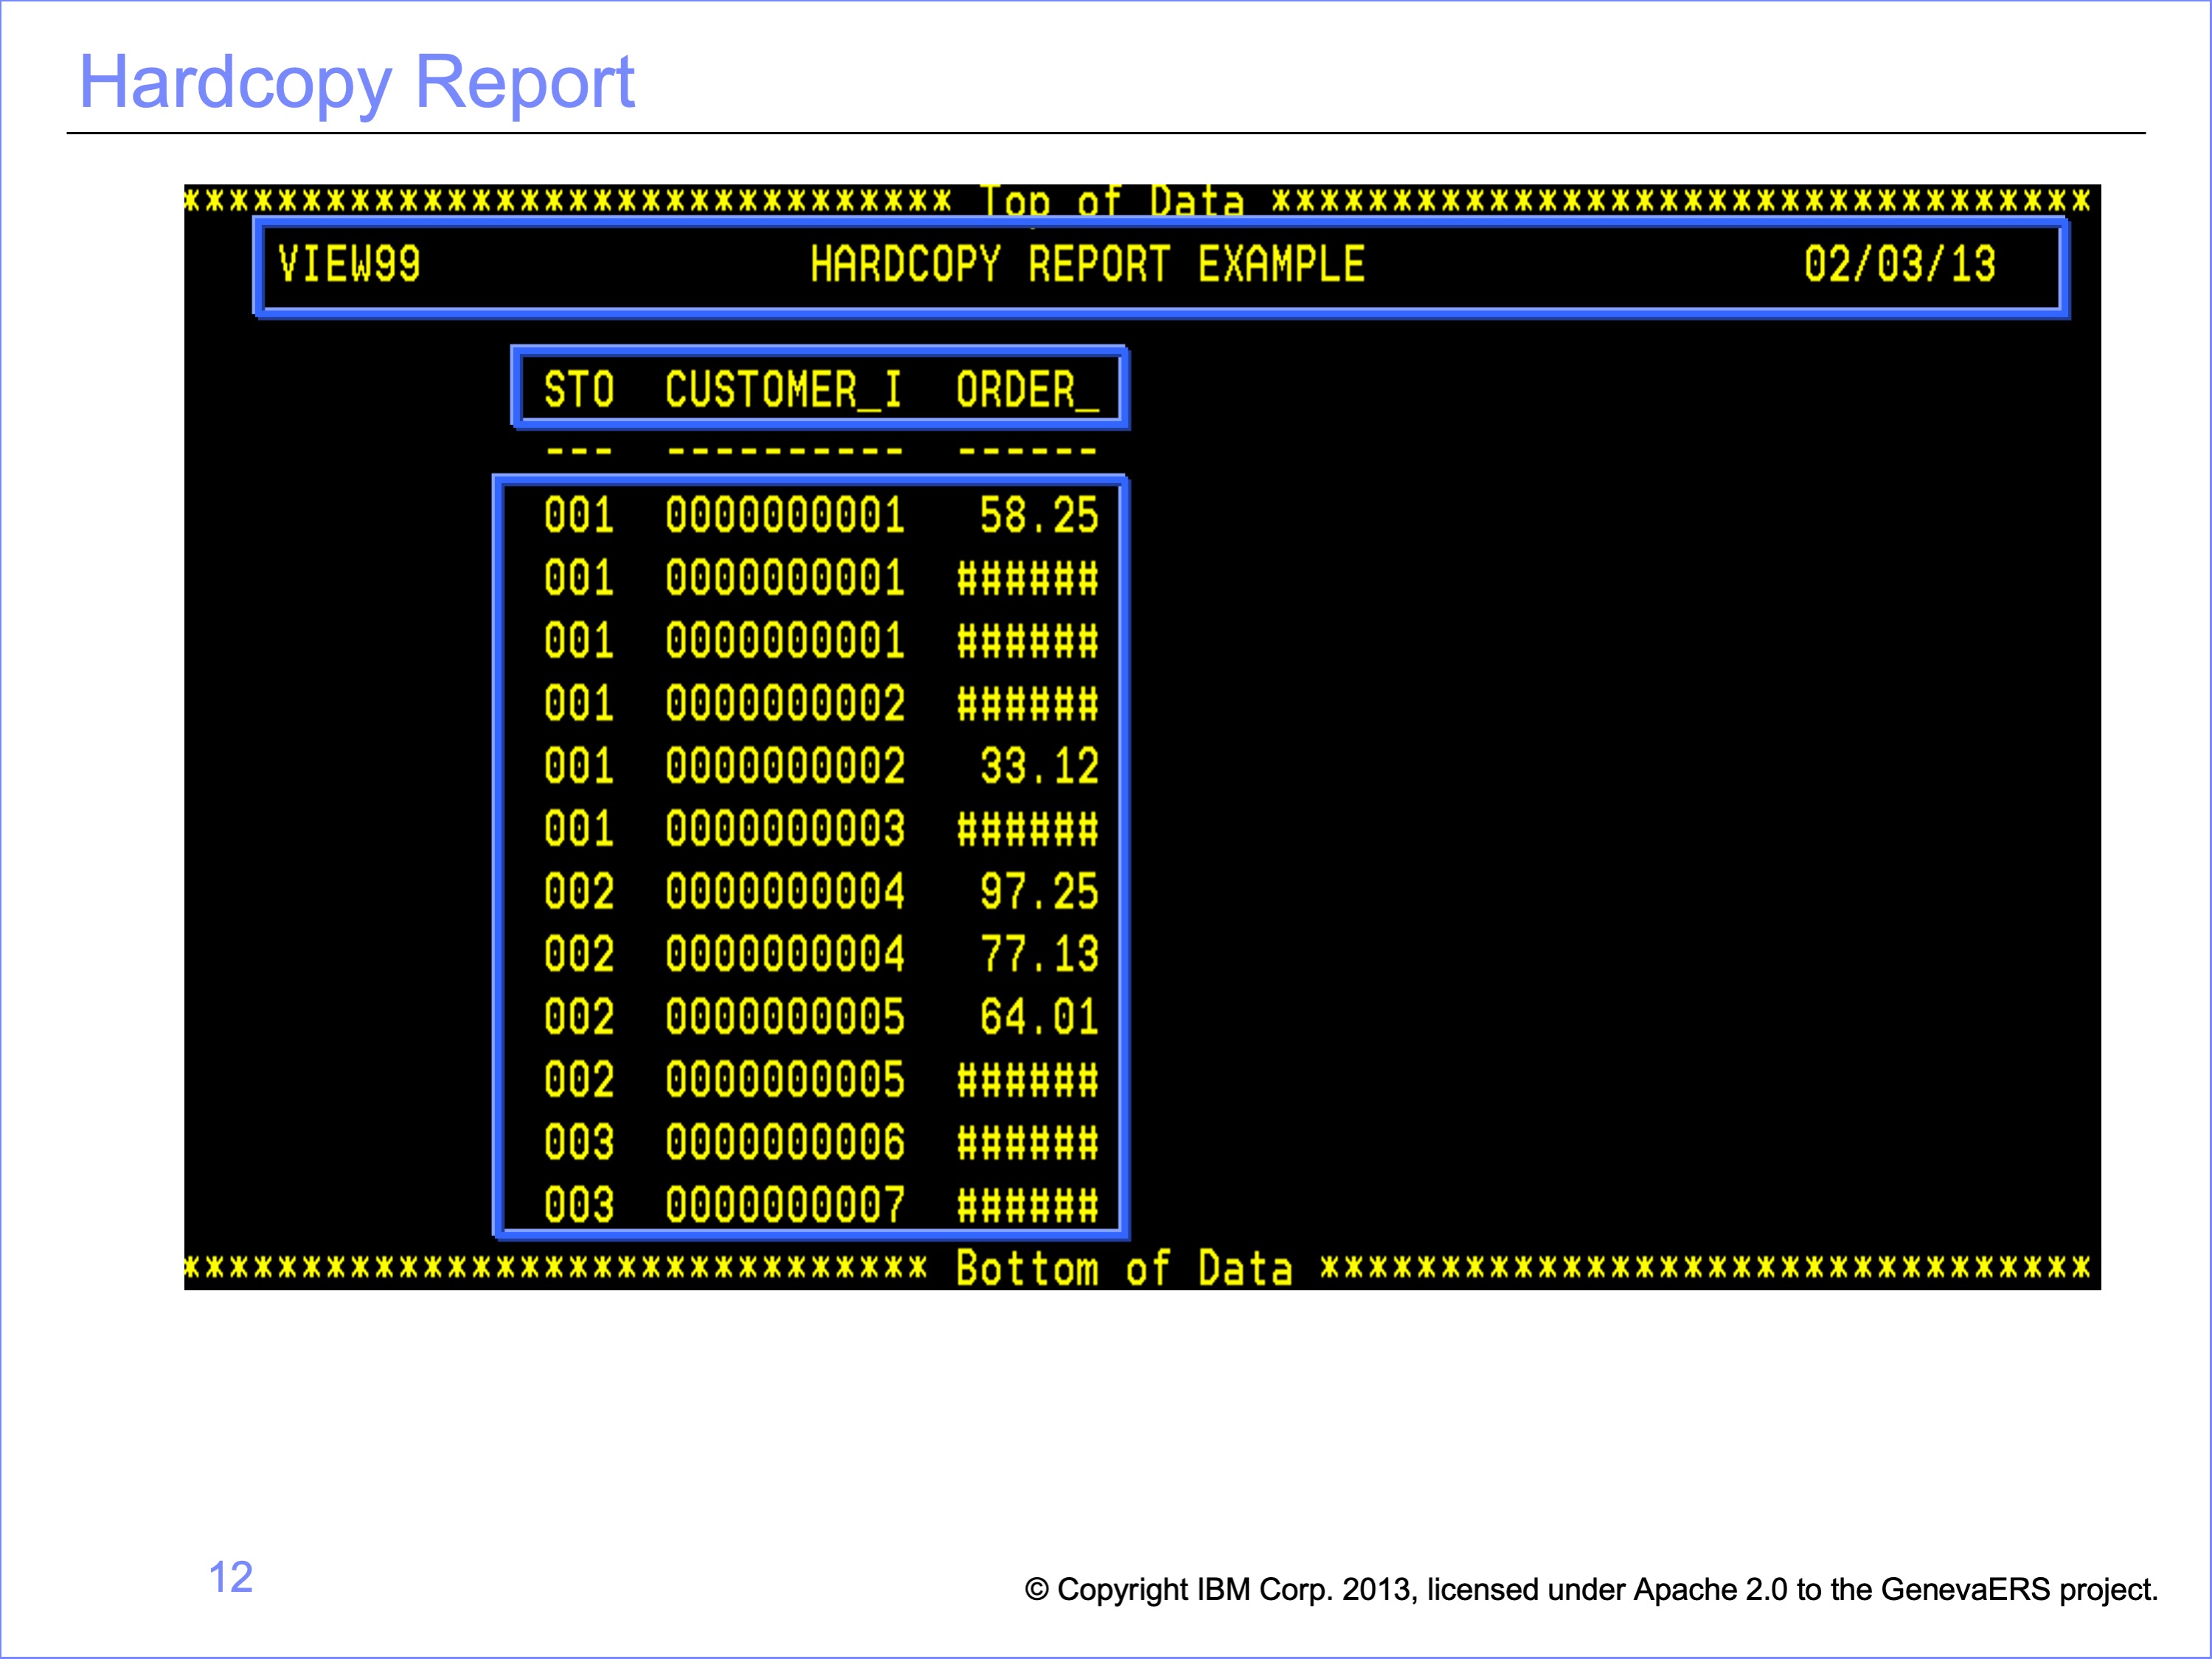 Hardcopy Report
******************************** Top of Data **********************************
VIEW99 HARDCOPY REPORT EXAMPLE 02/03/13
STO CUSTOMER_I ORDER_
--- ---------- ------
001 0000000001 58.25
001 0000000001 ######
001 0000000001 ######
001 0000000002 ######
001 0000000002 33.12
001 0000000003 ######
002 0000000004 97.25
002 0000000004 77.13
002 0000000005 64.01
002 0000000005 ######
003 0000000006 ######
003 0000000007 ######
******************************* Bottom of Data ********************************
12
© Copyright IBM Corp. 2013, licensed under Apache 2.0 to the GenevaERS project.